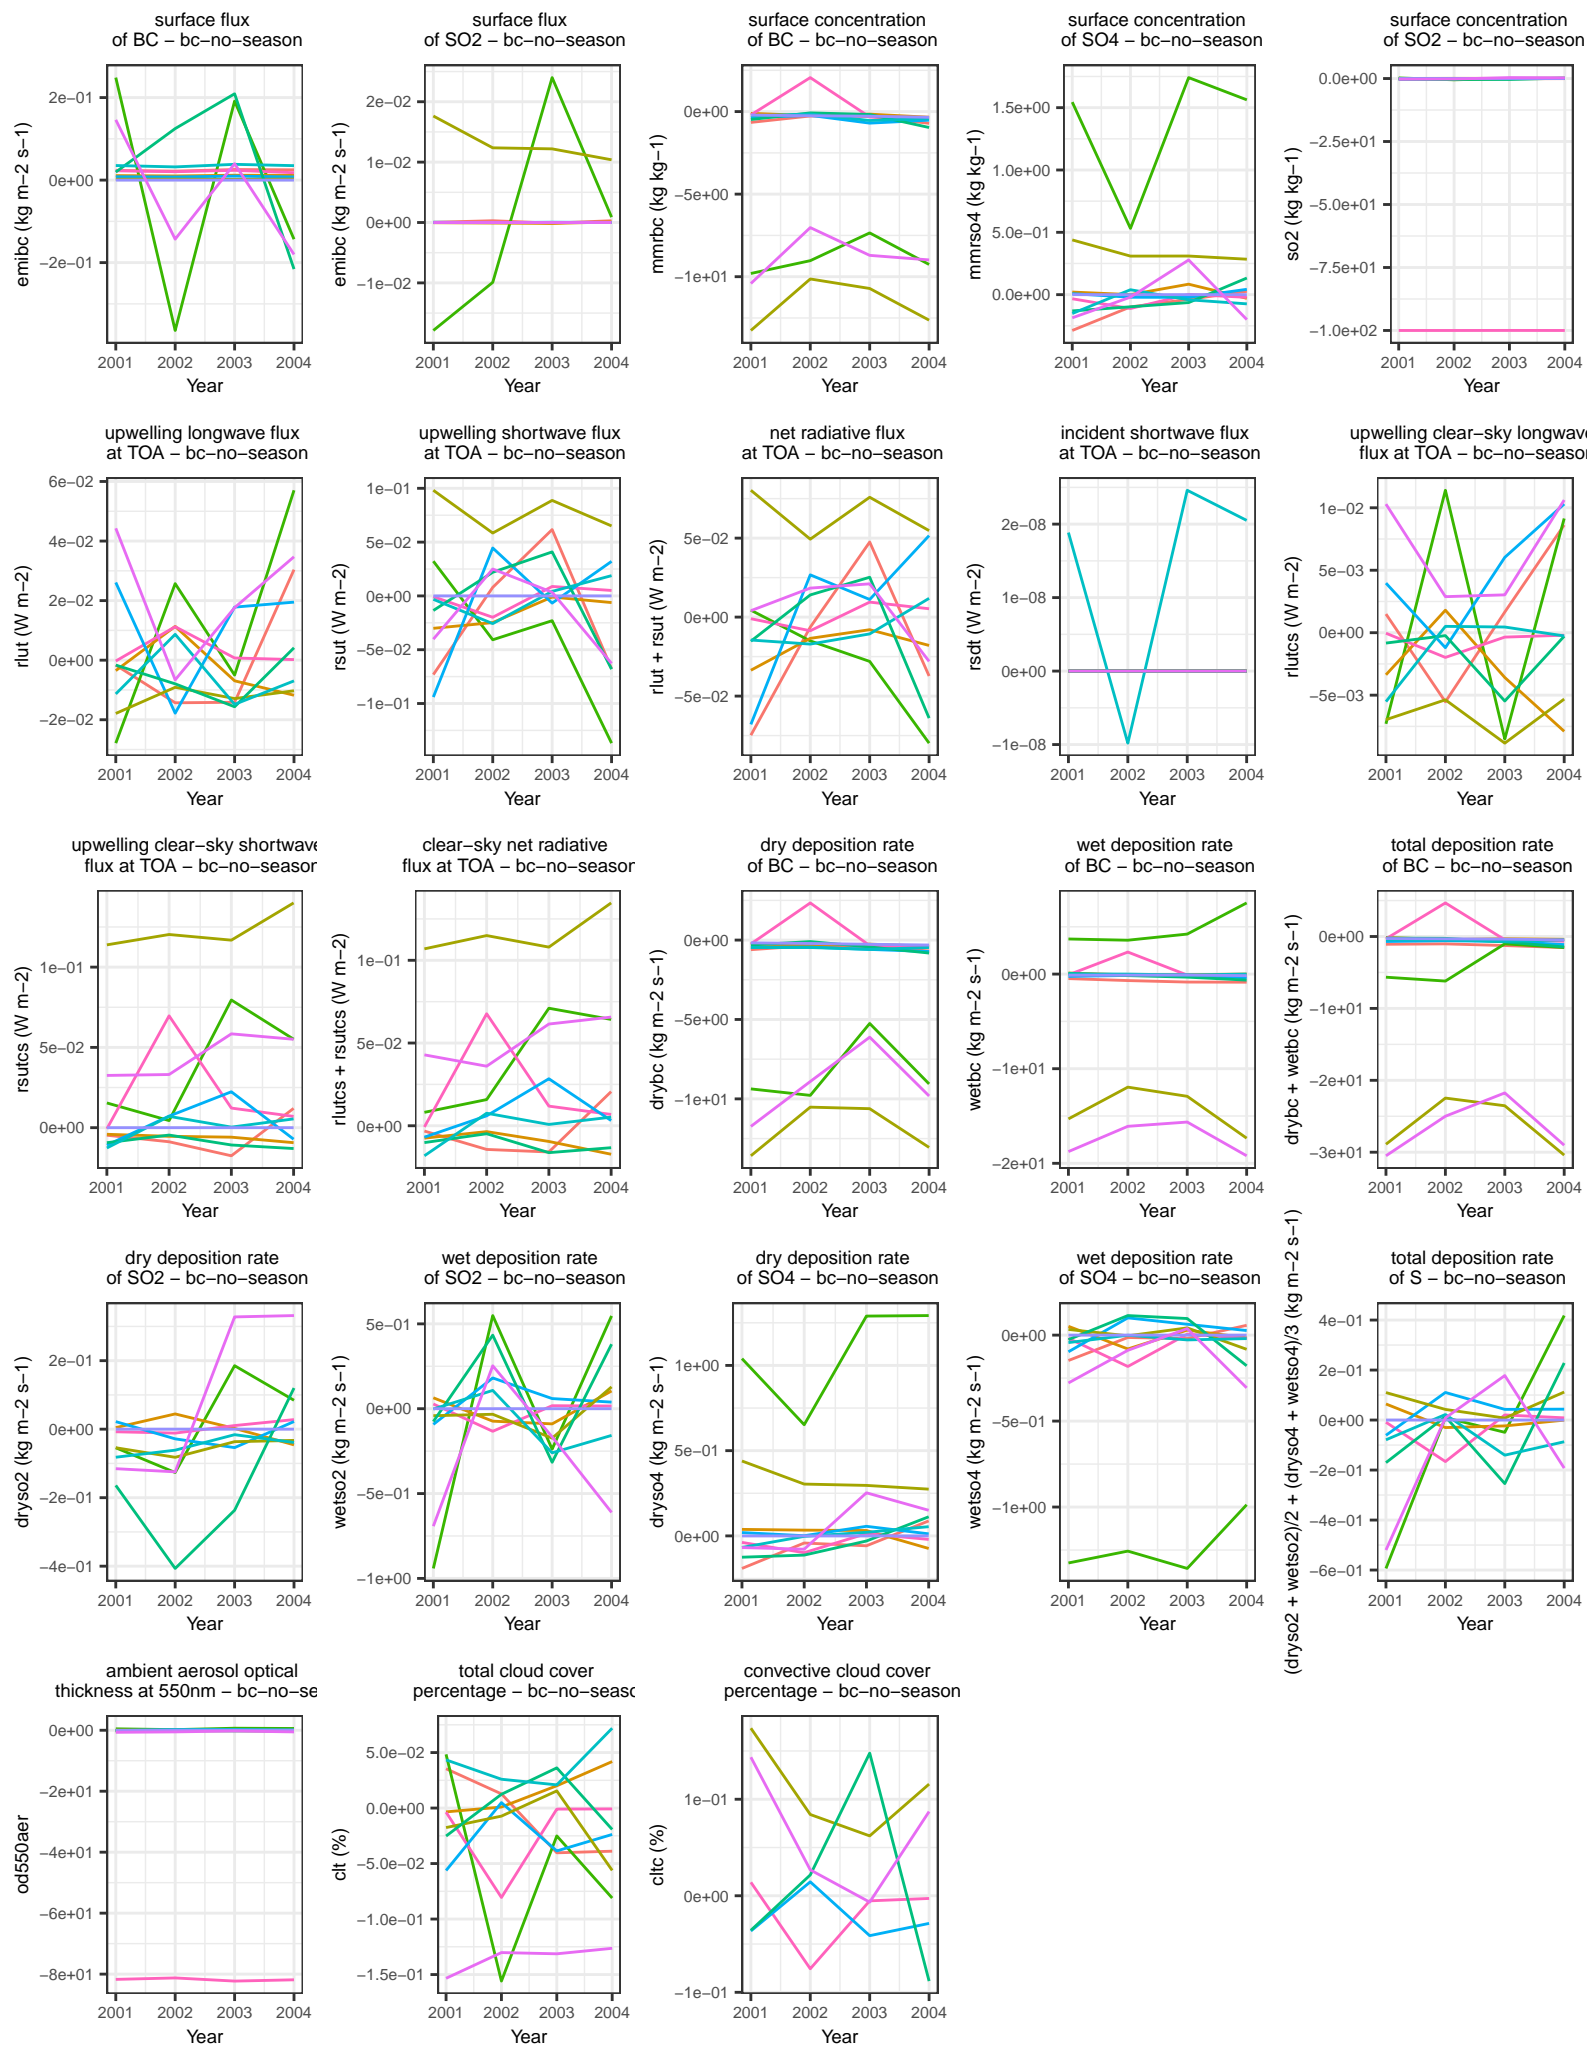 surface flux
of BC − bc−no−season
emibc (kg m−2 s−1)
2e−01
0e+00
−2e−01
2001 2002 2003 2004
Year
surface flux
of SO2 − bc−no−season
emibc (kg m−2 s−1)
2e−02
1e−02
0e+00
−1e−02
2001 2002 2003 2004
Year
surface concentration
of BC − bc−no−season
mmrbc (kg kg−1)
0e+00
−5e+00
−1e+01
2001 2002 2003 2004
Year
surface concentration
of SO4 − bc−no−season
mmrso4 (kg kg−1)
1.5e+00
1.0e+00
5.0e−01
0.0e+00
2001 2002 2003 2004
Year
surface concentration
of SO2 − bc−no−season
so2 (kg kg−1)
0.0e+00
−2.5e+01
−5.0e+01
−7.5e+01
−1.0e+02
2001 2002 2003 2004
Year
upwelling longwave flux
at TOA − bc−no−season
rlut (W m−2)
6e−02
4e−02
2e−02
0e+00
−2e−02
2001 2002 2003 2004
Year
upwelling shortwave flux
at TOA − bc−no−season
rsut (W m−2)
1e−01
5e−02
0e+00
−5e−02
−1e−01
2001 2002 2003 2004
Year
net radiative flux
at TOA − bc−no−season
rlut + rsut (W m−2)
5e−02
0e+00
−5e−02
2001 2002 2003 2004
Year
incident shortwave flux
at TOA − bc−no−season
rsdt (W m−2)
2e−08
1e−08
0e+00
−1e−08
2001 2002 2003 2004
Year
upwelling clear−sky longwave
flux at TOA − bc−no−season
rlutcs (W m−2)
1e−02
5e−03
0e+00
−5e−03
2001 2002 2003 2004
Year
upwelling clear−sky shortwave
flux at TOA − bc−no−season
rsutcs (W m−2)
1e−01
5e−02
0e+00
2001 2002 2003 2004
Year
clear−sky net radiative
flux at TOA − bc−no−season
rlutcs + rsutcs (W m−2)
1e−01
5e−02
0e+00
2001 2002 2003 2004
Year
dry deposition rate
of BC − bc−no−season
drybc (kg m−2 s−1)
0e+00
−5e+00
−1e+01
2001 2002 2003 2004
Year
wet deposition rate
of BC − bc−no−season
wetbc (kg m−2 s−1)
0e+00
−1e+01
−2e+01
2001 2002 2003 2004
Year
total deposition rate
of BC − bc−no−season
drybc + wetbc (kg m−2 s−1)
0e+00
−1e+01
−2e+01
−3e+01
2001 2002 2003 2004
Year
dry deposition rate
of SO2 − bc−no−season
dryso2 (kg m−2 s−1)
2e−01
0e+00
−2e−01
−4e−01
2001 2002 2003 2004
Year
wet deposition rate
of SO2 − bc−no−season
wetso2 (kg m−2 s−1)
5e−01
0e+00
−5e−01
−1e+00
2001 2002 2003 2004
Year
dry deposition rate
of SO4 − bc−no−season
dryso4 (kg m−2 s−1)
1e+00
5e−01
0e+00
2001 2002 2003 2004
Year
wet deposition rate
of SO4 − bc−no−season
wetso4 (kg m−2 s−1)
0e+00
−5e−01
−1e+00
2001 2002 2003 2004
Year
total deposition rate
of S − bc−no−season
(dryso2 + wetso2)/2 + (dryso4 + wetso4)/3 (kg m−2 s−1)
4e−01
2e−01
0e+00
−2e−01
−4e−01
−6e−01
2001 2002 2003 2004
Year
ambient aerosol optical
thickness at 550nm − bc−no−se
od550aer
0e+00
−2e+01
−4e+01
−6e+01
−8e+01
2001 2002 2003 2004
Year
total cloud cover
percentage − bc−no−seaso
clt (%)
5.0e−02
0.0e+00
−5.0e−02
−1.0e−01
−1.5e−01
2001 2002 2003 2004
Year
convective cloud cover
percentage − bc−no−season
cltc (%)
1e−01
0e+00
−1e−01
2001 2002 2003 2004
Year